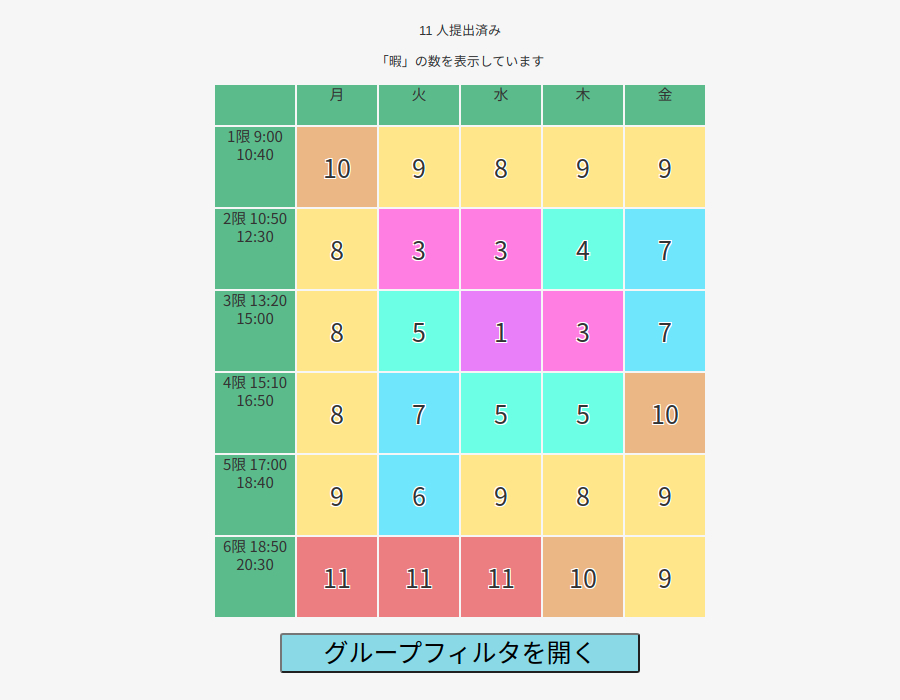 11 人提出済み
「暇」の数を表示しています
月 火 水 木 金
1限 9:00
10:40
10 9 8 9 9
2限 10:50
12:30
8 3 3 4 7
3限 13:20
15:00
8 5 1 3 7
4限 15:10
16:50
8 7 5 5 10
5限 17:00
18:40
9 6 9 8 9
6限 18:50
20:30
11 11 11 10 9
グループフィルタを開く